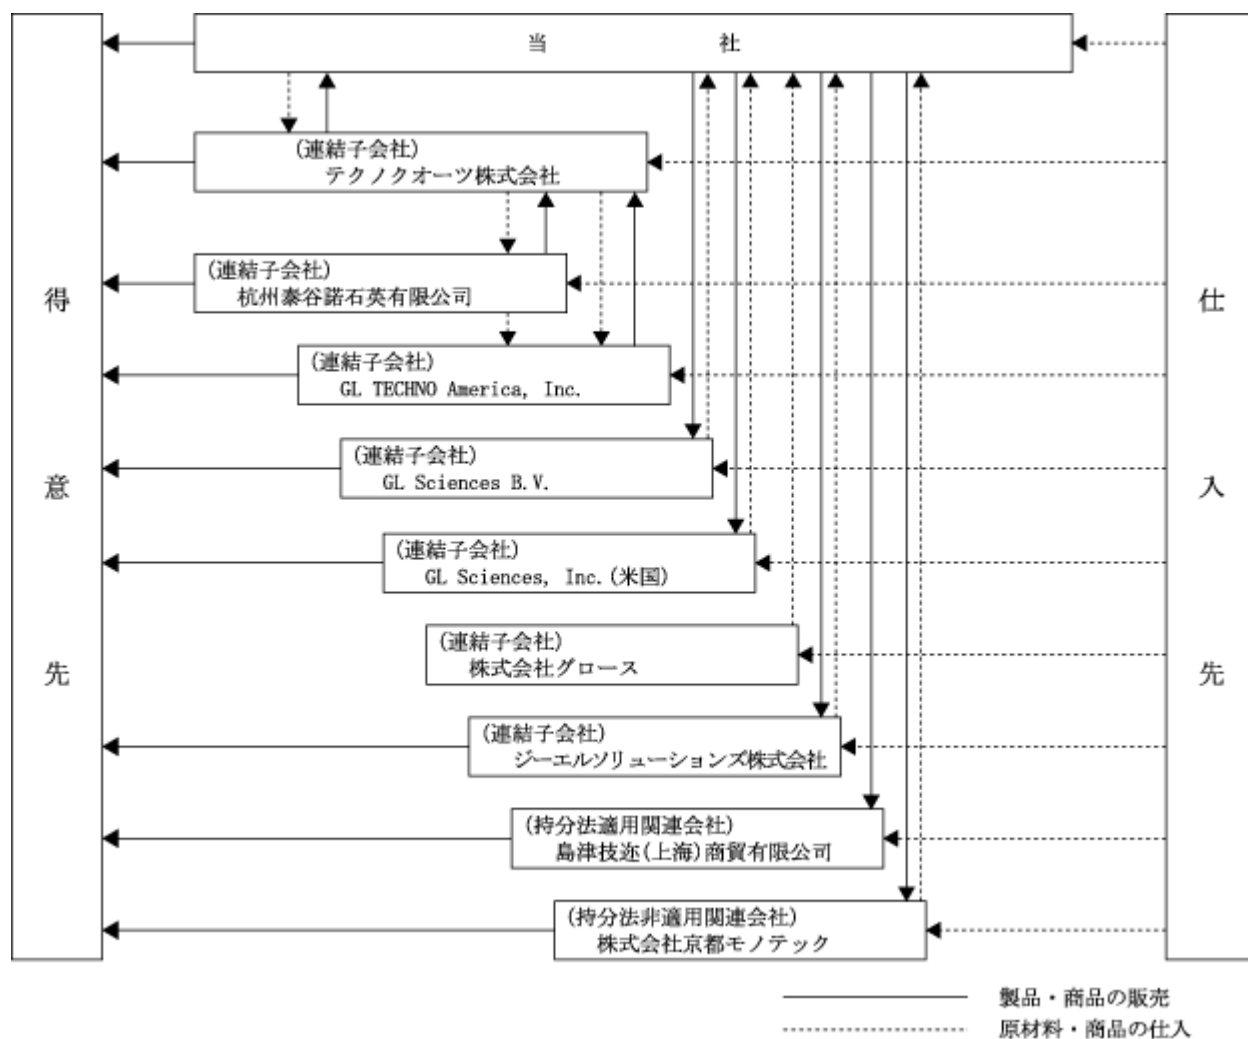 当社
(連結子会社)
テクノクオーツ株式会社
(連結子会社)
杭州泰谷諾石英有限公司
(連結子会社)
GL TECHNO America, Inc.
(連結子会社)
GL Sciences B.V.
(連結子会社)
GL Sciences, Inc.(米国)
(連結子会社)
株式会社グロース
(連結子会社)
ジーエルソリューションズ株式会社
(持分法適用関連会社)
島津技迩(上海)商貿有限公司
(持分法非適用関連会社)
株式会社京都モノテック
得意先
仕入先
製品・商品の販売
原材料・商品の仕入